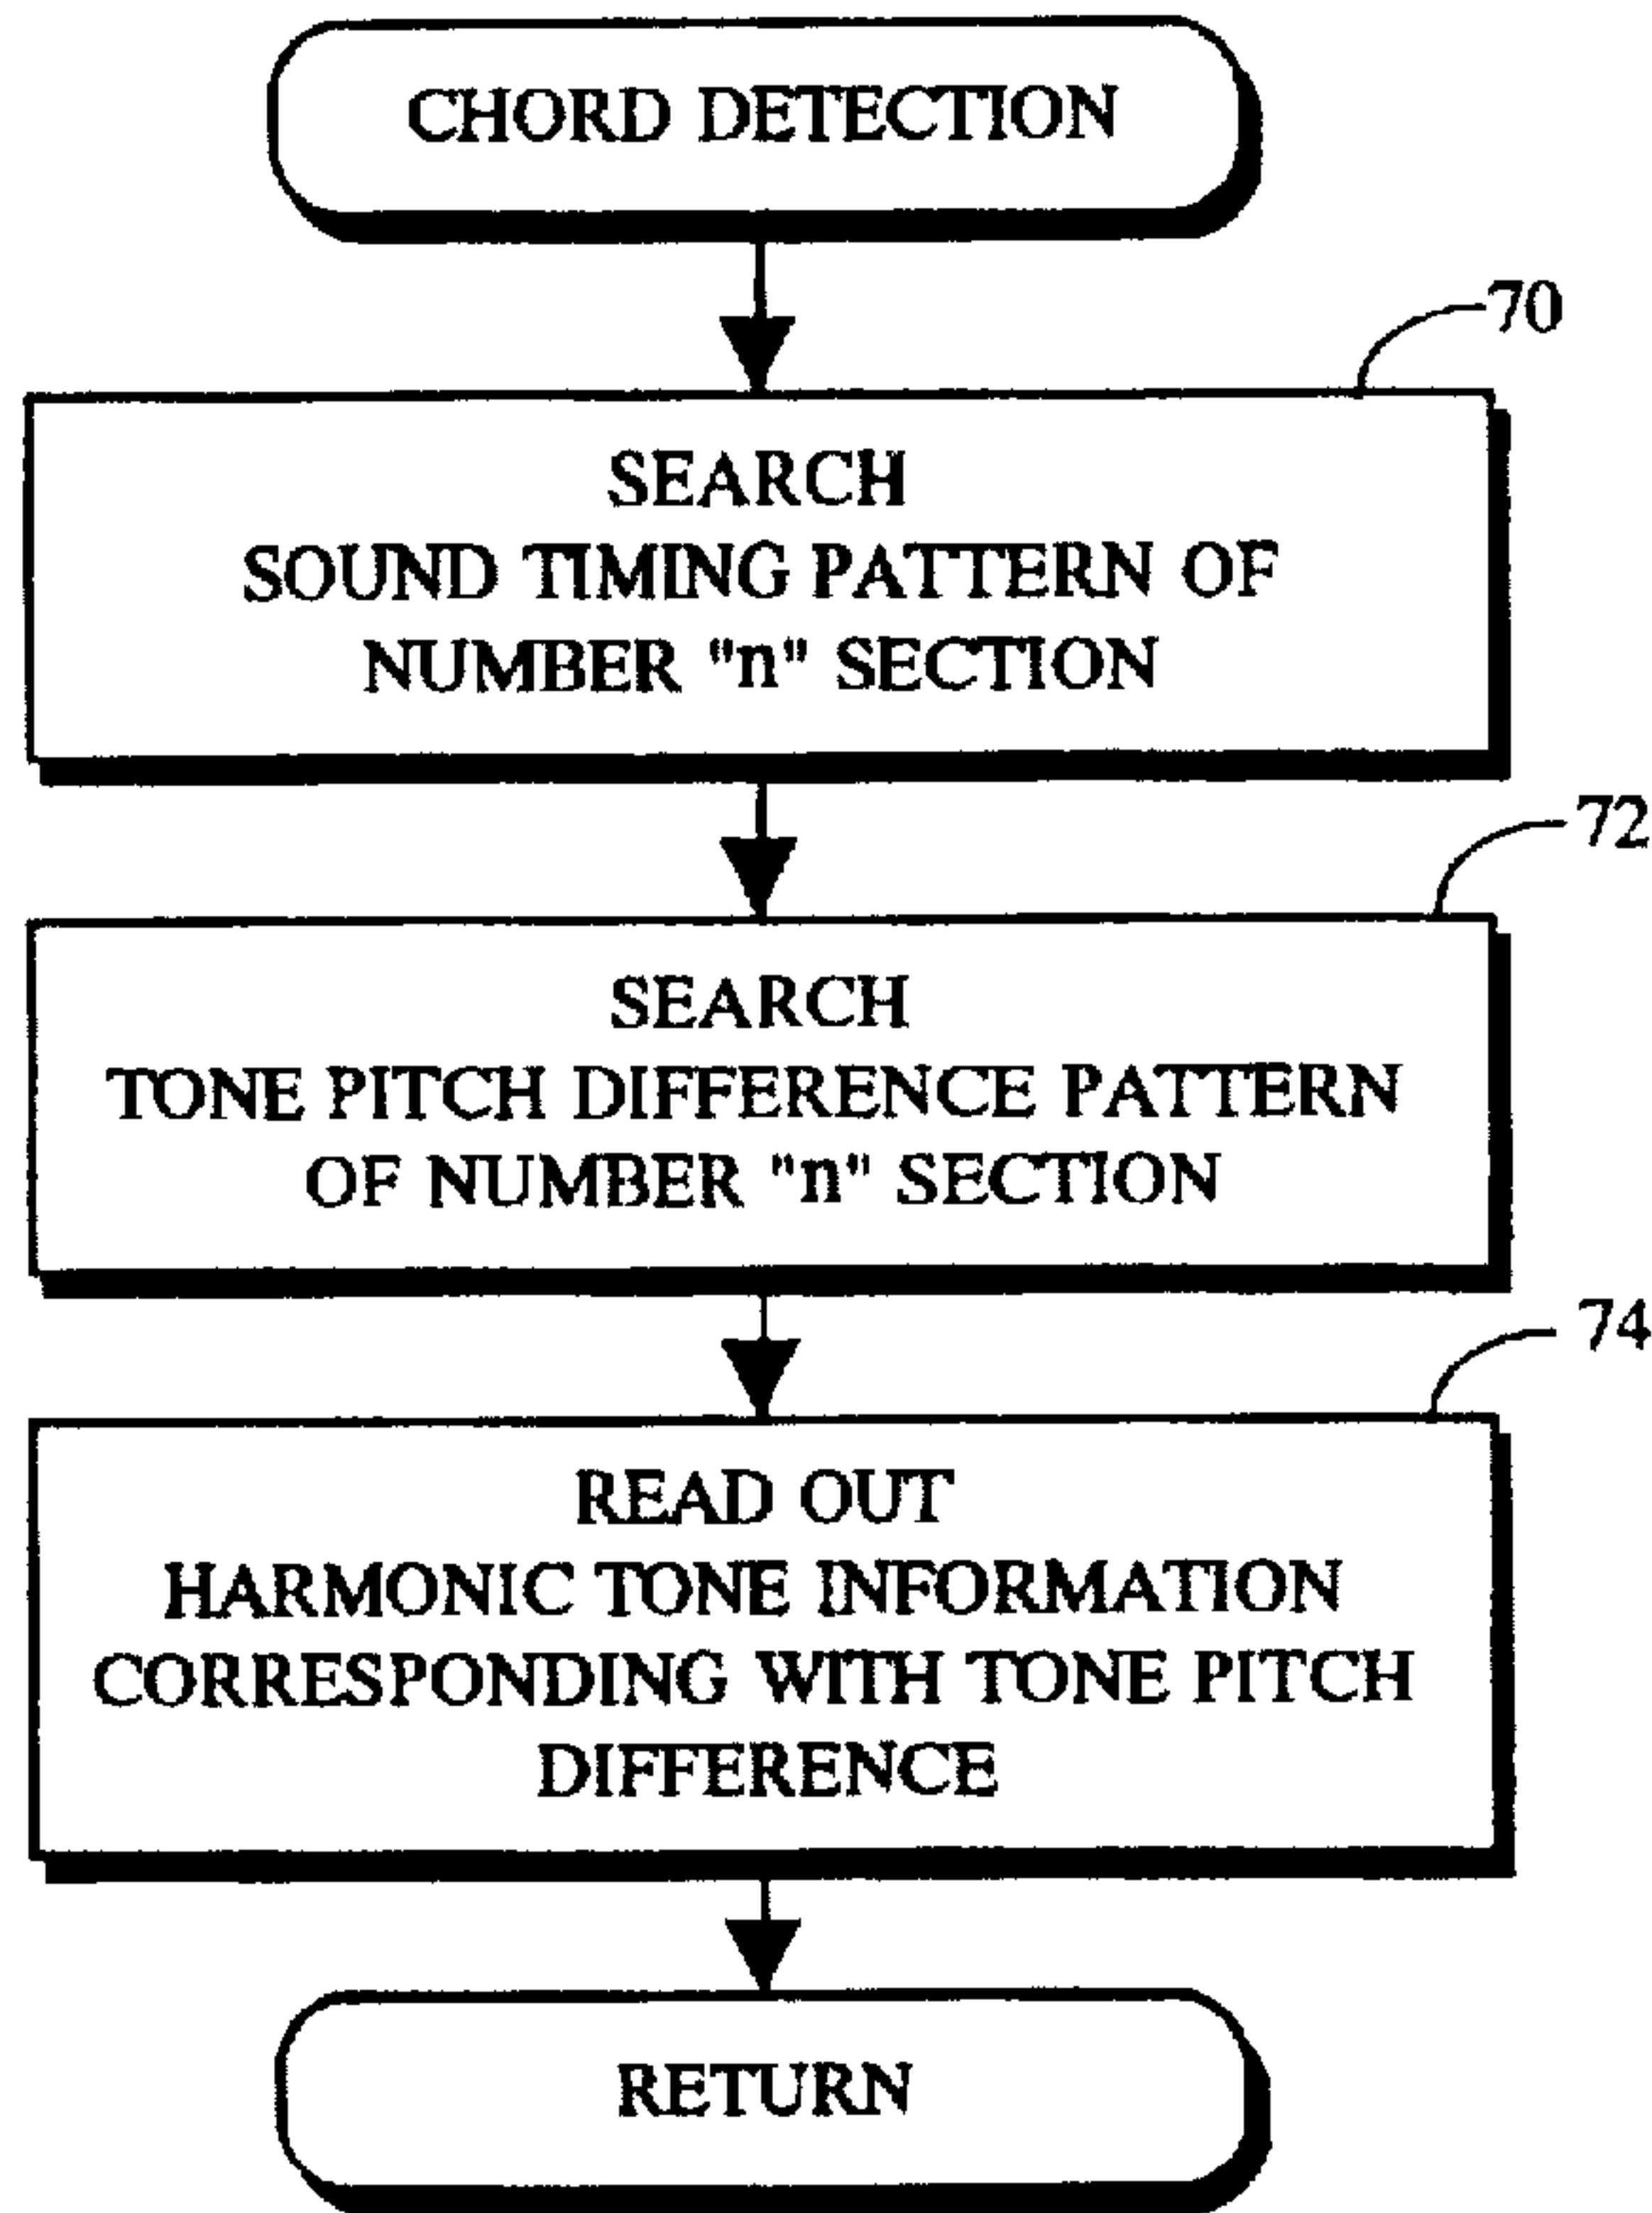 CHORD DETECTION
70
SEARCH
SOUND TIMING PATTERN OF
NUMBER "n" SECTION
72
SEARCH
TONE PITCH DIFFERENCE PATTERN
OF NUMBER "n" SECTION
74
READ OUT
HARMONIC TONE INFORMATION
CORRESPONDING WITH TONE PITCH
DIFFERENCE
RETURN